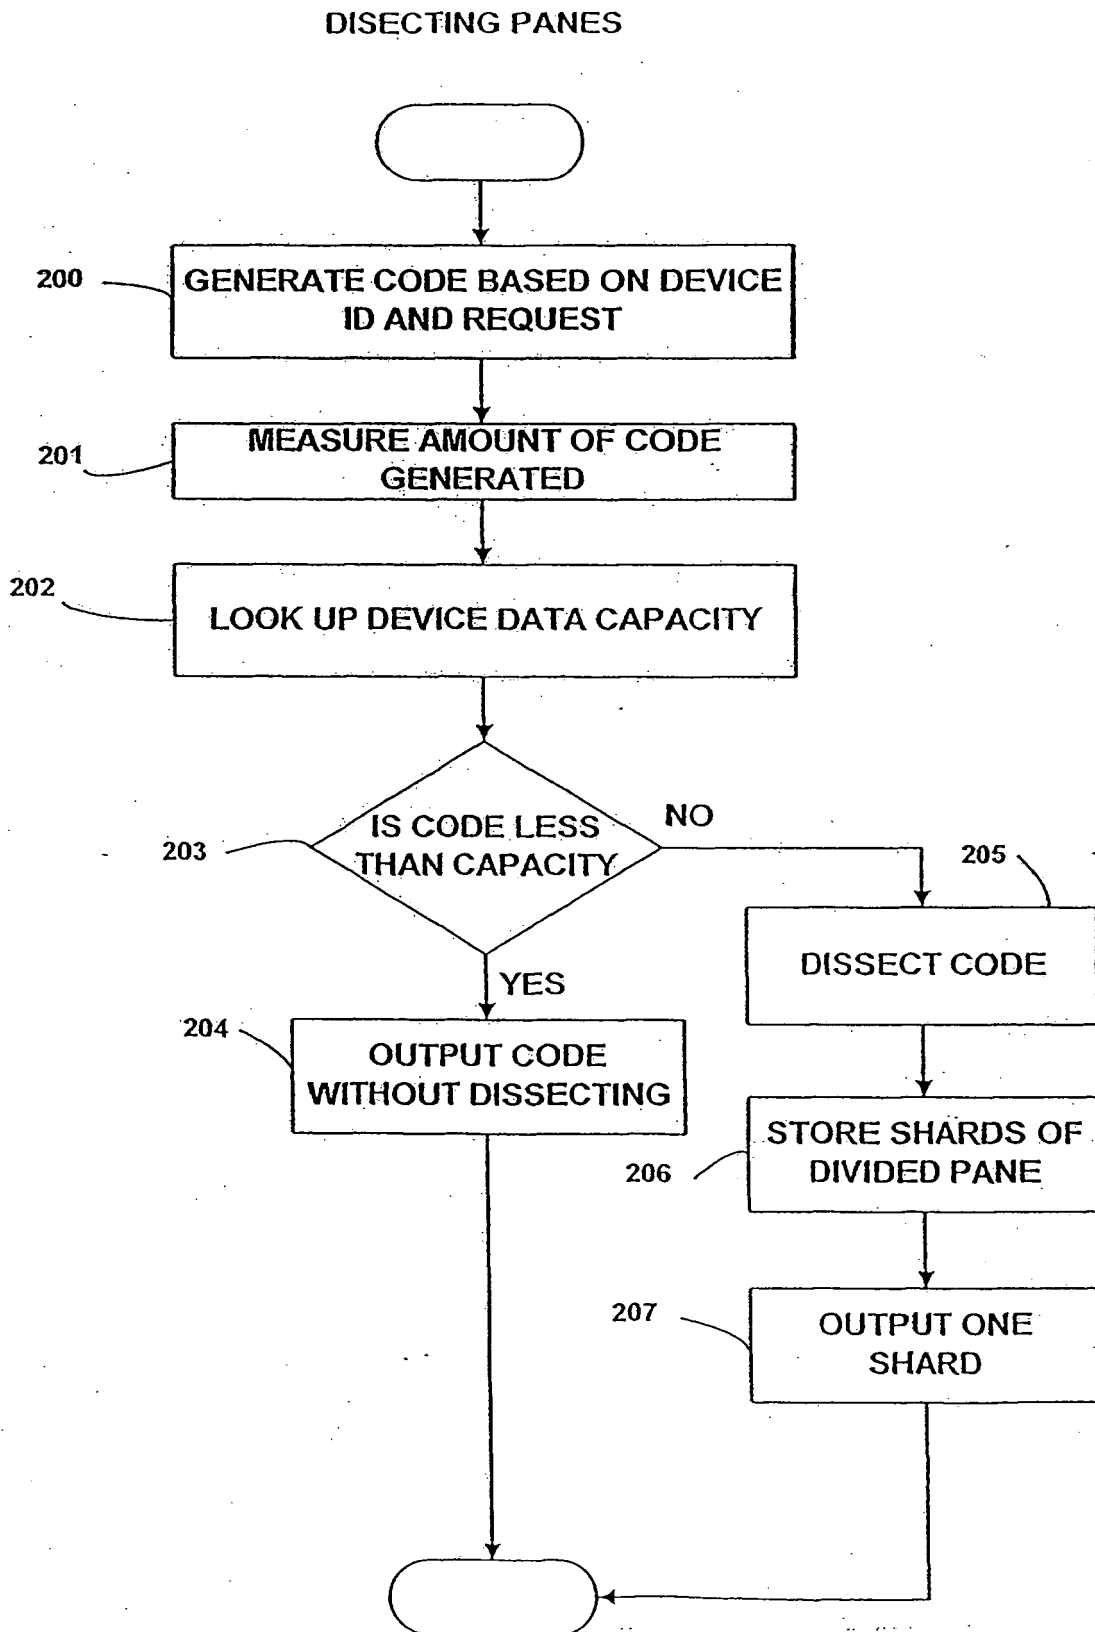 DISECTING PANES
200
GENERATE CODE BASED ON DEVICE
ID AND REQUEST
201
MEASURE AMOUNT OF CODE
GENERATED
202
LOOK UP DEVICE DATA CAPACITY
203
IS CODE LESS
THAN CAPACITY
NO
YES
204
OUTPUT CODE
WITHOUT DISSECTING
205
DISSECT CODE
206
STORE SHARDS OF
DIVIDED PANE
207
OUTPUT ONE
SHARD